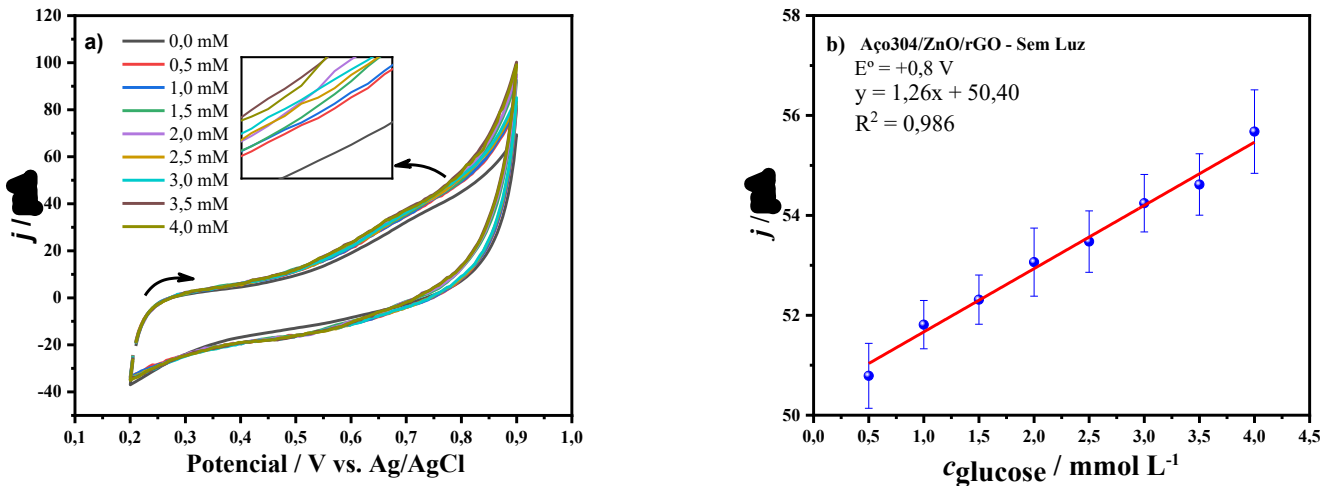 a)
0,0 mM
0,5 mM
1,0 mM
1,5 mM
2,0 mM
2,5 mM
3,0 mM
3,5 mM
4,0 mM
120
100
80
60
40
20
0
-20
-40
j /
0,1 0,2 0,3 0,4 0,5 0,6 0,7 0,8 0,9 1,0
Potencial / V vs. Ag/AgCl
b) Aço304/ZnO/rGO - Sem Luz
Eº = +0,8 V
y = 1,26x + 50,40
R² = 0,986
58
56
54
52
50
j /
0,0 0,5 1,0 1,5 2,0 2,5 3,0 3,5 4,0 4,5
cglucose / mmol L⁻¹